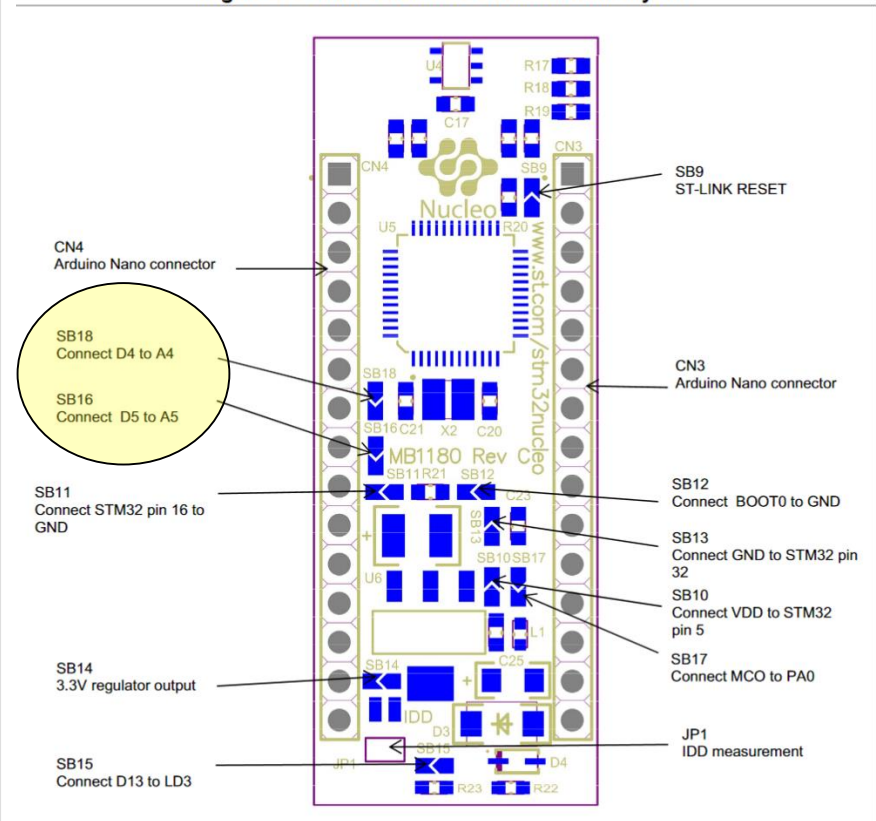 U4
R17
R18
R19
C17
CN4
CN3
SB9
Nucleo
U5
R20
www.st.com/stm32nucleo
SB9
ST-LINK RESET
CN4
Arduino Nano connector
SB18
Connect D4 to A4
SB16
Connect D5 to A5
CN3
Arduino Nano connector
SB18
SB16
C21
X2
C20
MB1180 Rev C
SB11
R21
SB12
C23
SB13
SB11
Connect STM32 pin 16 to
GND
SB12
Connect BOOT0 to GND
SB13
Connect GND to STM32 pin
32
+
U6
SB10
SB17
SB10
Connect VDD to STM32
pin 5
SB17
Connect MCO to PA0
L1
SB14
3.3V regulator output
SB14
+
C25
IDD
D3
JP1
SB15
D4
R23
R22
JP1
IDD measurement
SB15
Connect D13 to LD3